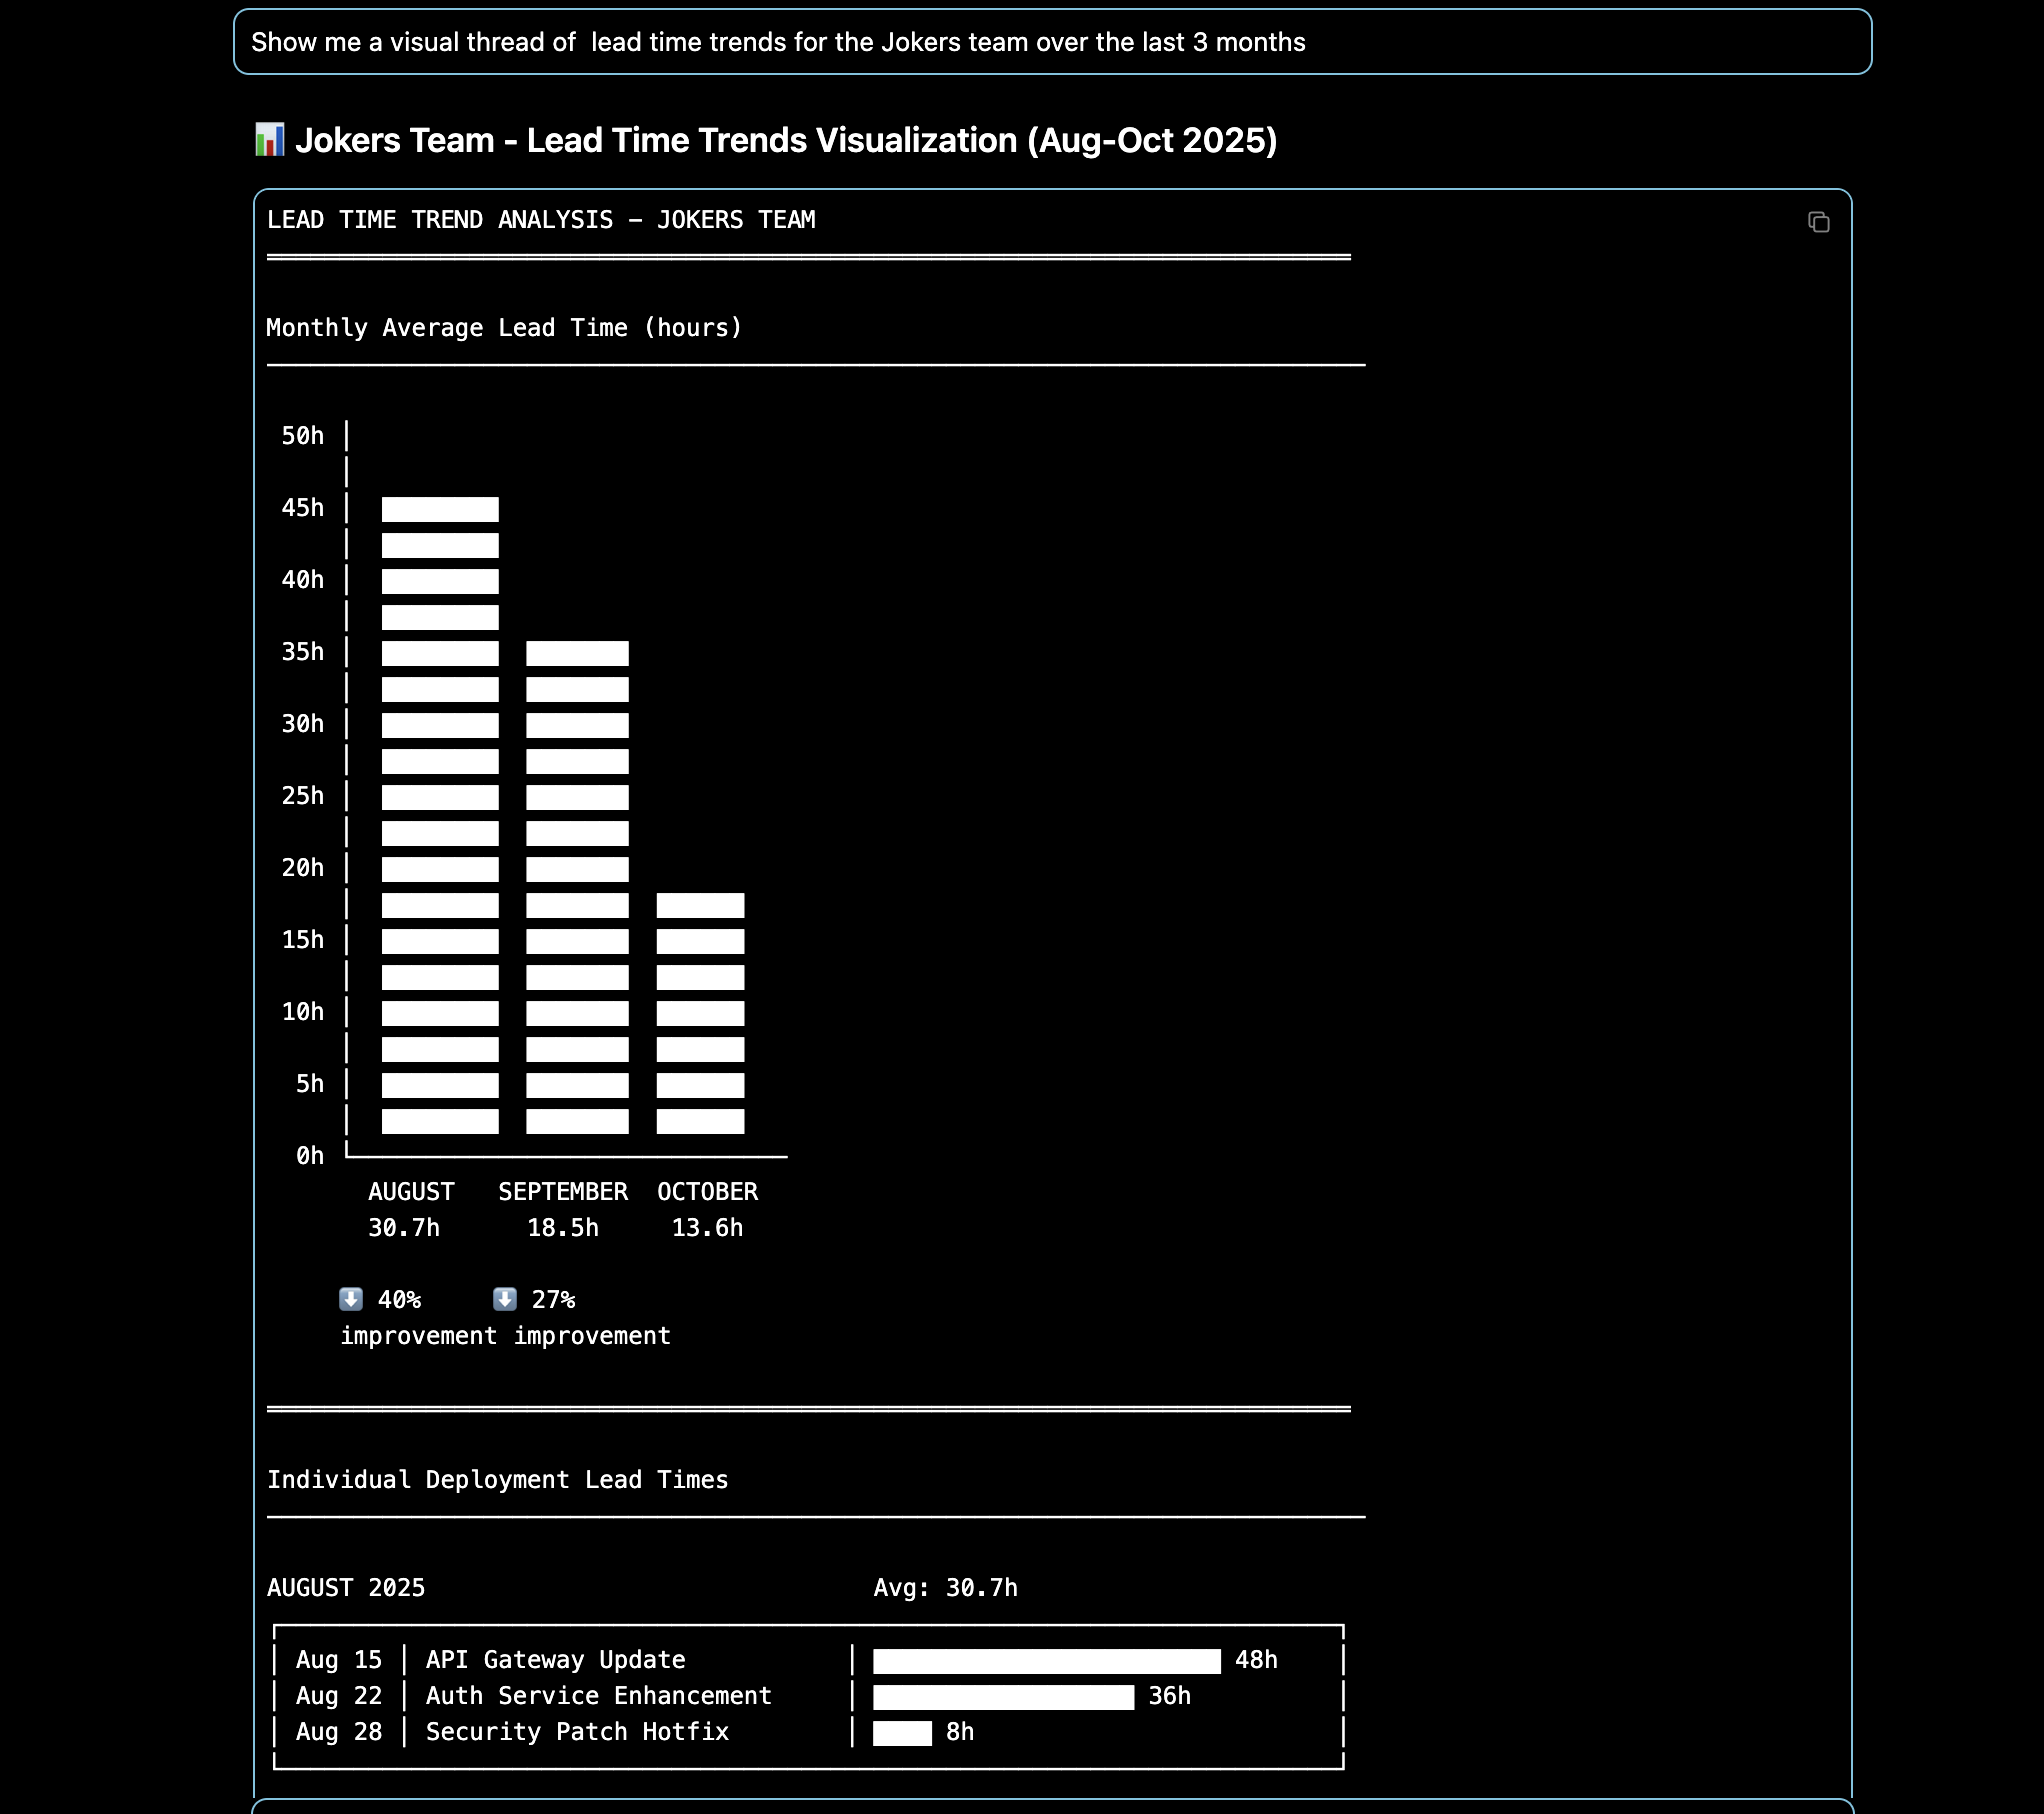 Show me a visual thread of  lead time trends for the Jokers team over the last 3 months
📊 Jokers Team - Lead Time Trends Visualization (Aug-Oct 2025)
LEAD TIME TREND ANALYSIS – JOKERS TEAM
Monthly Average Lead Time (hours)
50h
45h
40h
35h
30h
25h
20h
15h
10h
5h
0h
AUGUST SEPTEMBER OCTOBER
30.7h 18.5h 13.6h
⬇️ 40% ⬇️ 27%
improvement improvement
Individual Deployment Lead Times
AUGUST 2025 Avg: 30.7h
Aug 15 │ API Gateway Update │ 48h
Aug 22 │ Auth Service Enhancement │ 36h
Aug 28 │ Security Patch Hotfix │ 8h